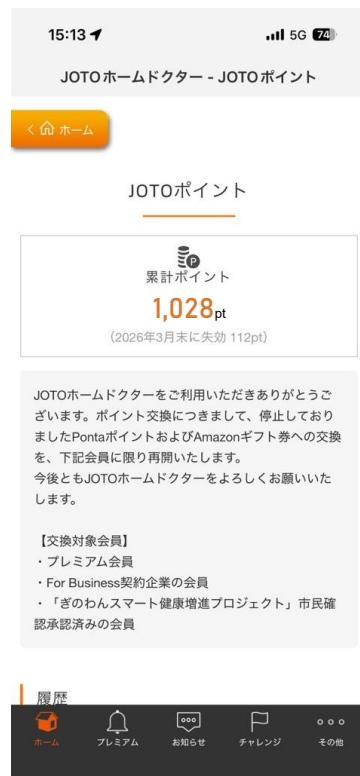 15:13
5G 74
JOTOホームドクター - JOTOポイント
< ホーム
JOTOポイント
P
累計ポイント
1,028pt
(2026年3月末に失効 112pt)
JOTOホームドクターをご利用いただきありがとうご
ざいます。ポイント交換につきまして、停止しており
ましたPontaポイントおよびAmazonギフト券への交換
を、下記会員に限り再開いたします。
今後ともJOTOホームドクターをよろしくお願いいた
します。
【交換対象会員】
・プレミアム会員
・For Business契約企業の会員
・「ぎのわんスマート健康増進プロジェクト」市民確
認承認済みの会員
履歴
ホーム プレミアム お知らせ チャレンジ その他